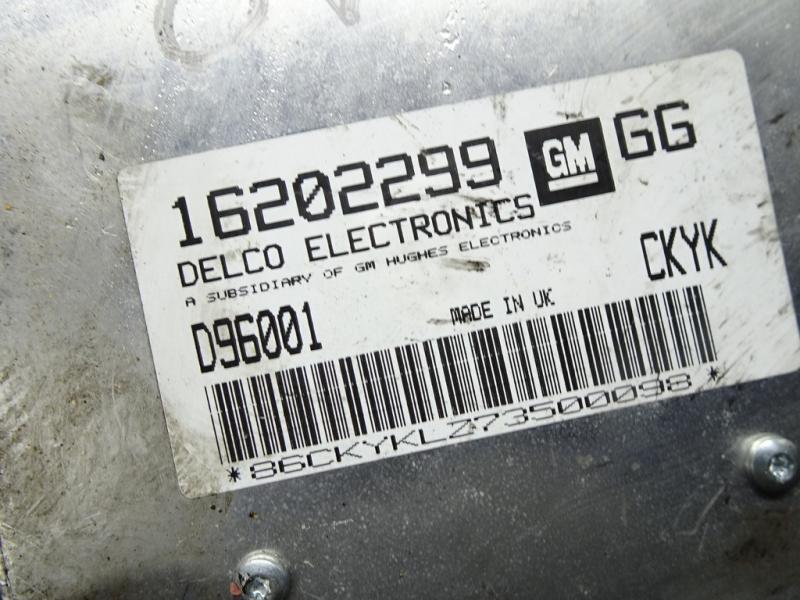 16202299 GM GG
DELCO ELECTRONICS
A SUBSIDIARY OF GM HUGHES ELECTRONICS
CKYK
D96001
MADE IN UK
*86CKYKLZ73500098*